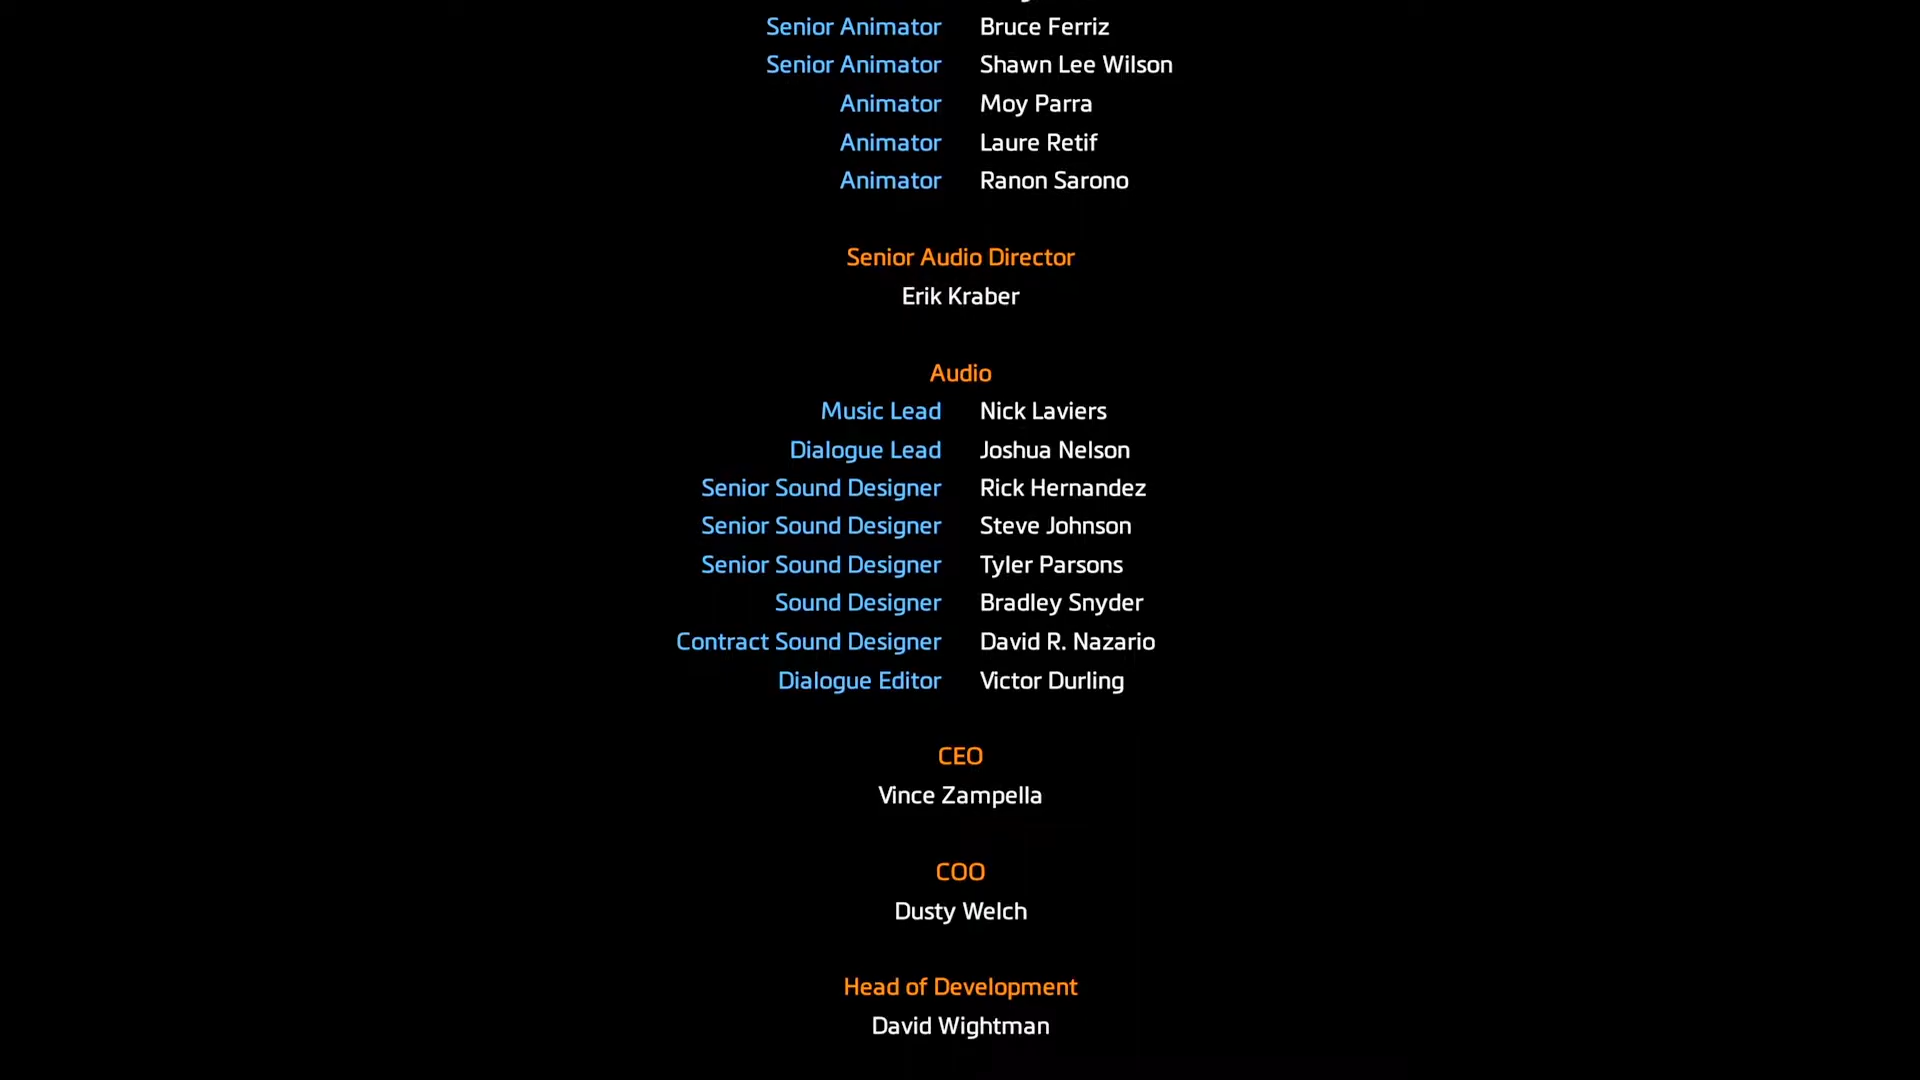 Senior Animator Bruce Ferriz
Senior Animator Shawn Lee Wilson
Animator Moy Parra
Animator Laure Retif
Animator Ranon Sarono
Senior Audio Director
Erik Kraber
Audio
Music Lead Nick Laviers
Dialogue Lead Joshua Nelson
Senior Sound Designer Rick Hernandez
Senior Sound Designer Steve Johnson
Senior Sound Designer Tyler Parsons
Sound Designer Bradley Snyder
Contract Sound Designer David R. Nazario
Dialogue Editor Victor Durling
CEO
Vince Zampella
COO
Dusty Welch
Head of Development
David Wightman